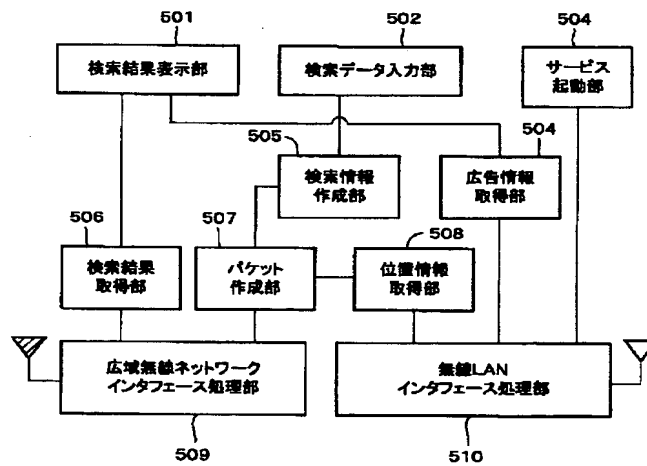 501
502
504
検索結果表示部
検索データ入力部
サービス
起動部
505
504
検索情報
作成部
広告情報
取得部
506
507
508
検索結果
取得部
パケット
作成部
位置情報
取得部
広域無線ネットワーク
インタフェース処理部
無線LAN
インタフェース処理部
509
510